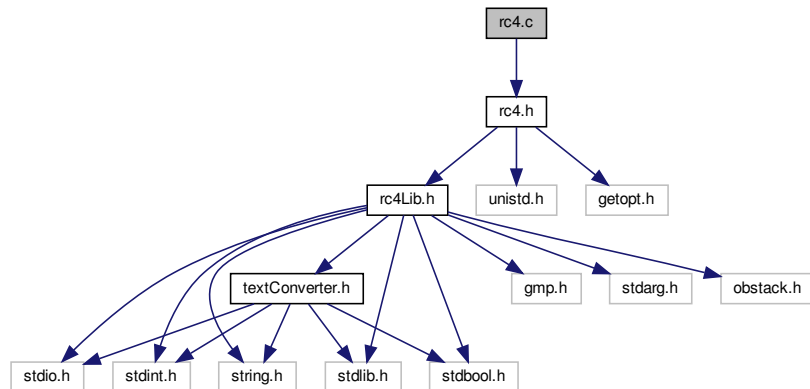 rc4.c
rc4.h
rc4Lib.h
unistd.h
getopt.h
textConverter.h
gmp.h
stdarg.h
obstack.h
stdio.h
stdint.h
string.h
stdlib.h
stdbool.h